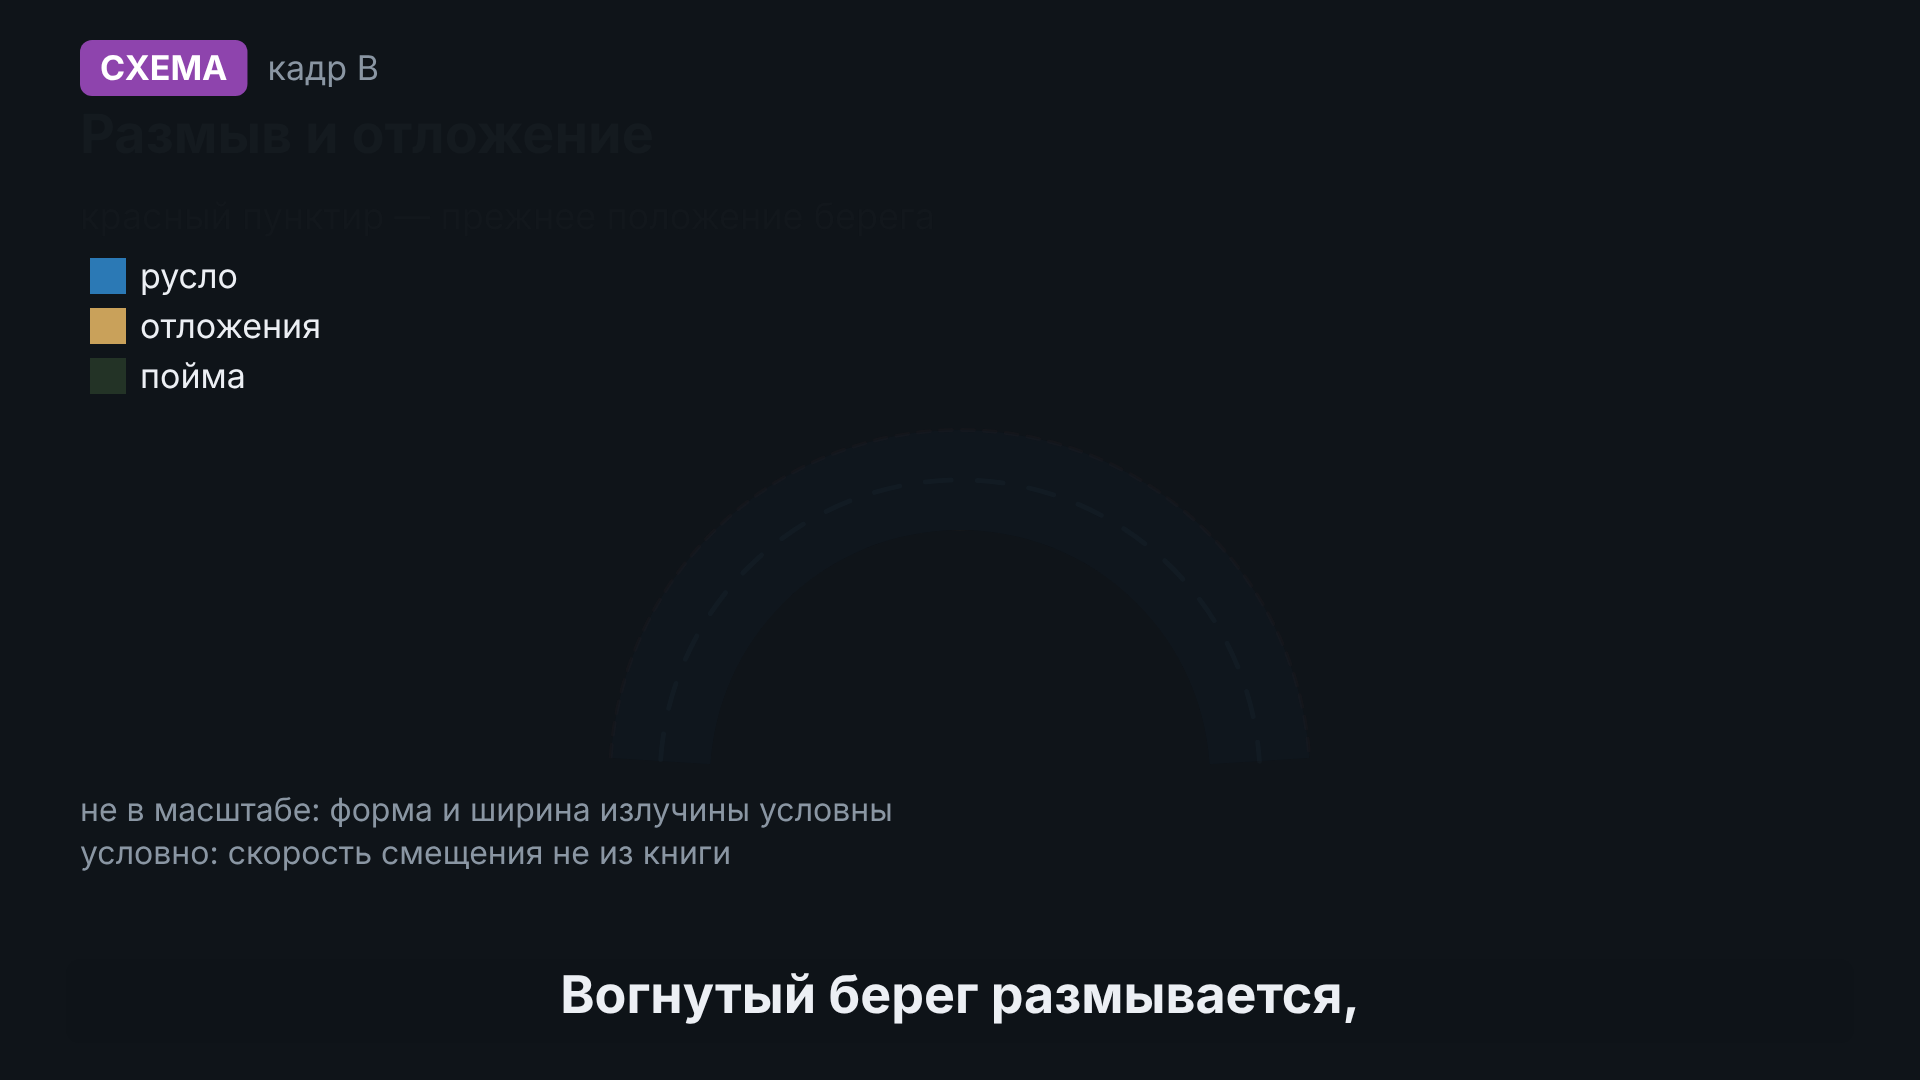 СХЕМА кадр B
Размыв и отложение
красный пунктир — прежнее положение берега
русло
отложения
пойма
не в масштабе: форма и ширина излучины условны
условно: скорость смещения не из книги
Вогнутый берег размывается,